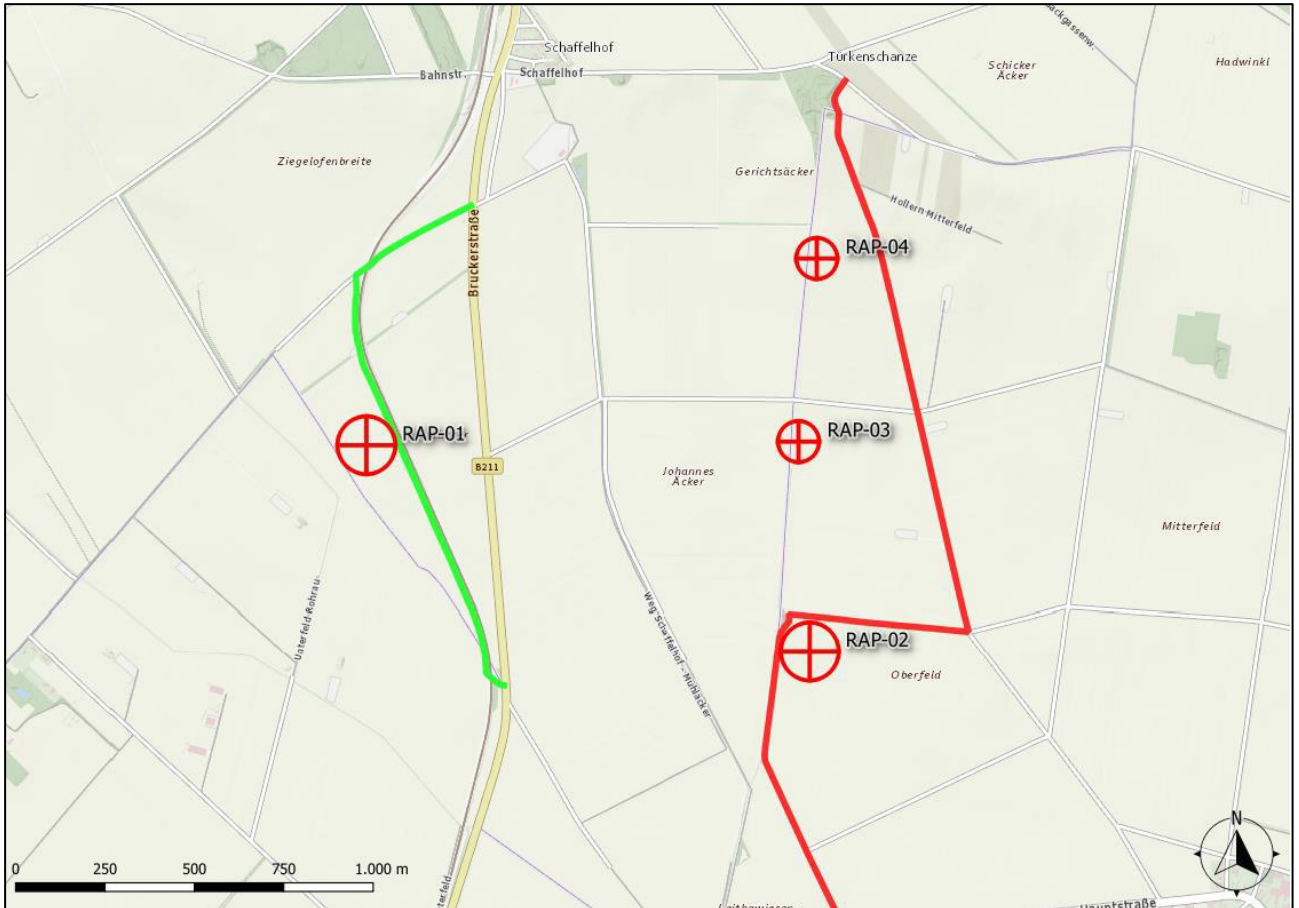 Schaffelhof
Türkenschanze
Bahnstr.
Schaffelhof
Schicker
Äcker
Hadwinkl
Ziegelofenbreite
Gerichtsäcker
Hollern Mitterfeld
Bruckerstraße
RAP-04
RAP-01
RAP-03
B211
Johannes
Äcker
Mitterfeld
Unterfeld-Rohrau
Weg Schaffelhof - Mühläcker
RAP-02
Oberfeld
N
0 250 500 750 1.000 m
Hauptstraße